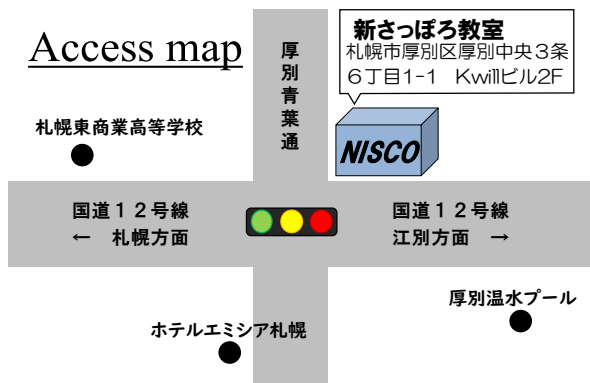 Access map
新さっぽろ教室
札幌市厚別区厚別中央３条
６丁目1-1　Kwillビル2F
厚別青葉通
札幌東商業高等学校
NISCO
国道１２号線
←　札幌方面
国道１２号線
江別方面　→
厚別温水プール
ホテルエミシア札幌